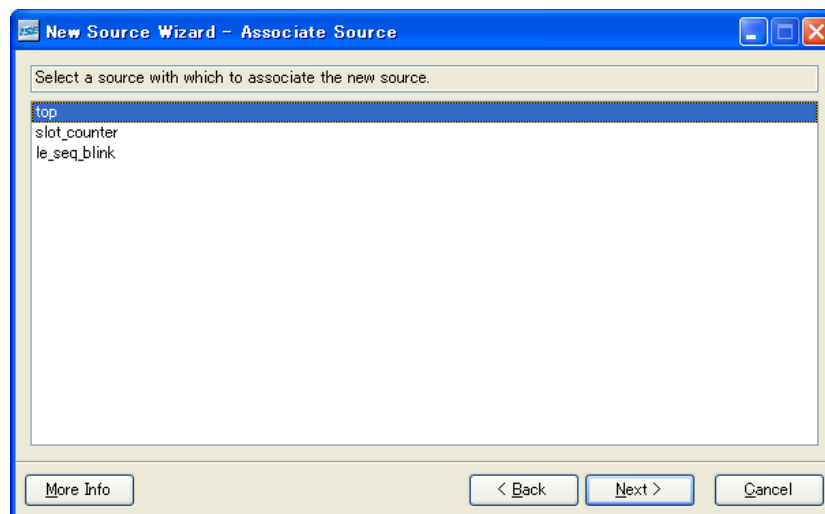 ISE New Source Wizard - Associate Source
Select a source with which to associate the new source.
top
slot_counter
le_seq_blink
More Info
< Back
Next >
Cancel